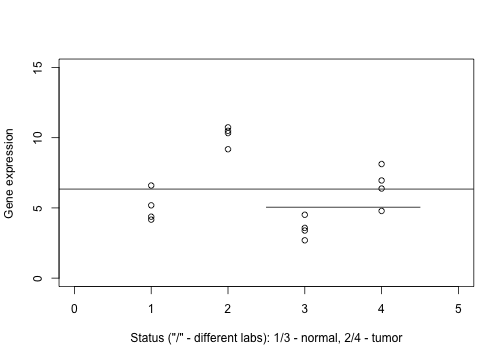 Gene expression
15
10
5
0
0 1 2 3 4 5
Status ("/" - different labs): 1/3 - normal, 2/4 - tumor